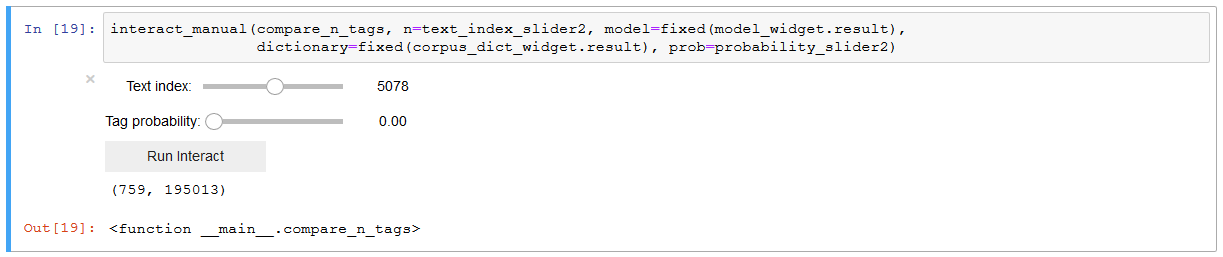 In [19]: interact_manual(compare_n_tags, n=text_index_slider2, model=fixed(model_widget.result),
dictionary=fixed(corpus_dict_widget.result), prob=probability_slider2)
×
Text index: 5078
Tag probability: 0.00
Run Interact
(759, 195013)
Out[19]: <function __main__.compare_n_tags>